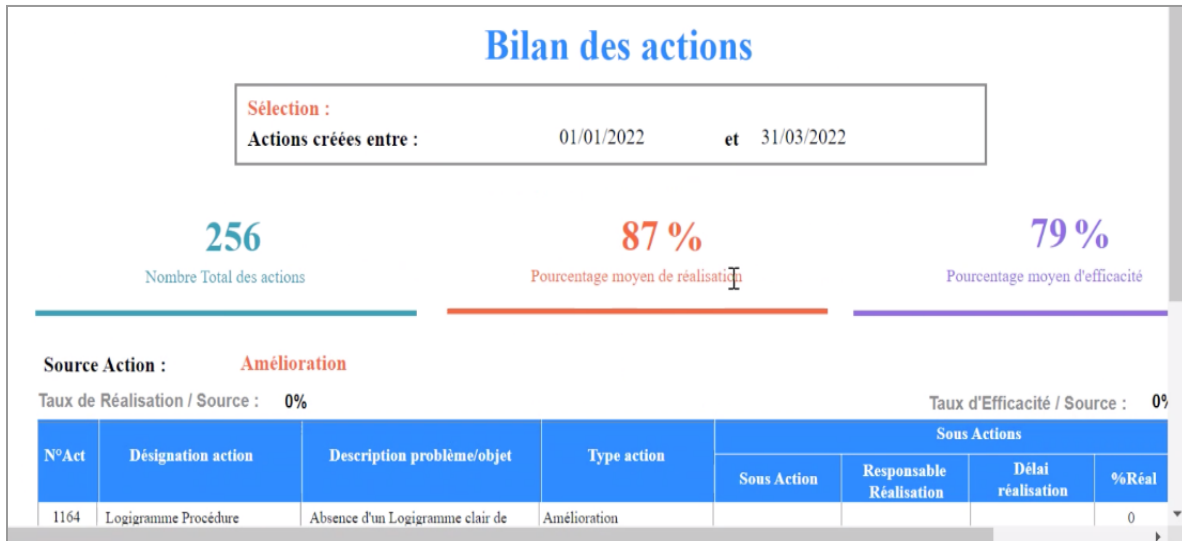 Bilan des actions
Sélection :
Actions créées entre : 01/01/2022 et 31/03/2022
256 87 % 79 %
Nombre Total des actions Pourcentage moyen de réalisation Pourcentage moyen d'efficacité
Source Action : Amélioration
Taux de Réalisation / Source : 0% Taux d'Efficacité / Source : 0%
Sous Actions
N°Act Désignation action Description problème/objet Type action
Sous Action Responsable Réalisation Délai réalisation %Réal
1164 Logigramme Procédure Absence d'un Logigramme clair de Amélioration 0